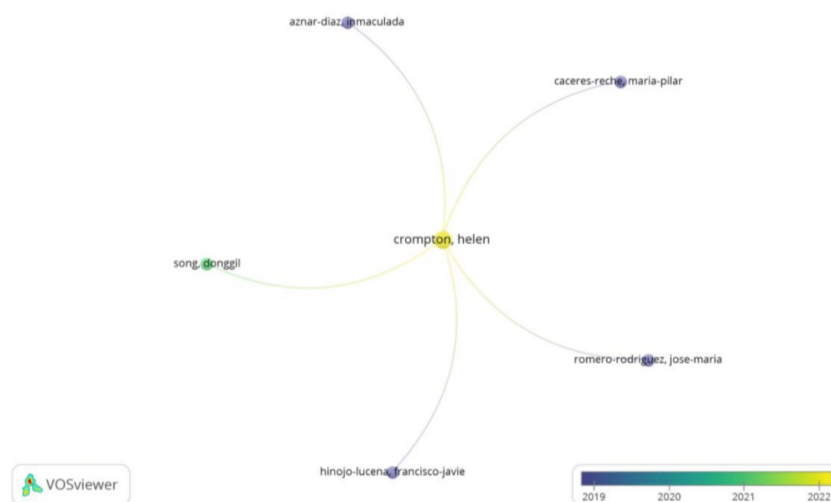 aznar-diaz, inmaculada
caceres-reche, maria-pilar
crompton, helen
song, donggil
romero-rodriguez, jose-maria
hinojo-lucena, francisco-javie
VOSviewer
2019 2020 2021 2022